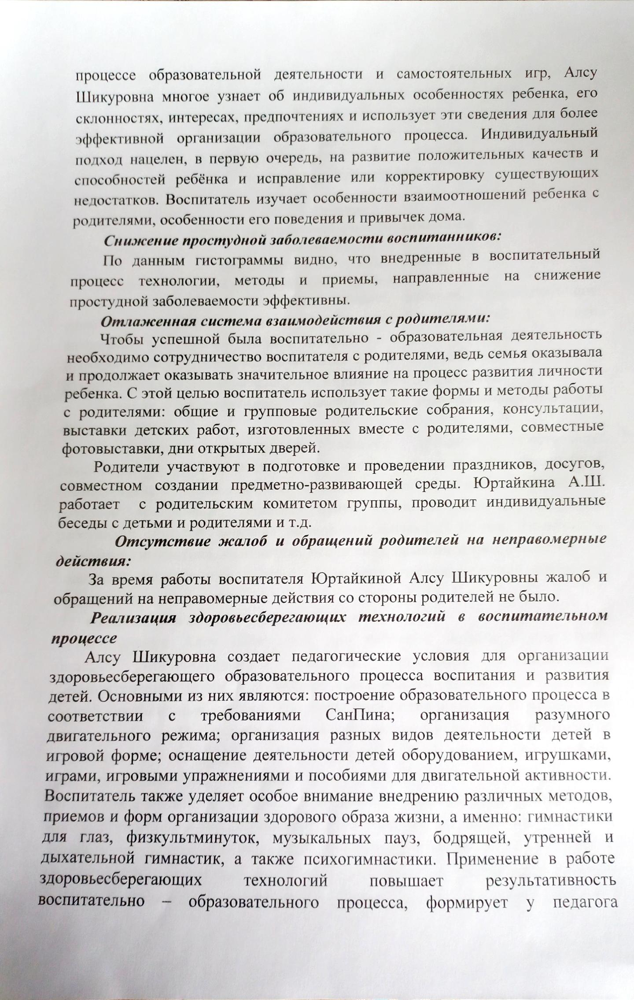 процессе образовательной деятельности и самостоятельных игр, Алсу
Шикуровна многое узнает об индивидуальных особенностях ребенка, его
склонностях, интересах, предпочтениях и использует эти сведения для более
эффективной организации образовательного процесса. Индивидуальный
подход нацелен, в первую очередь, на развитие положительных качеств и
способностей ребёнка и исправление или корректировку существующих
недостатков. Воспитатель изучает особенности взаимоотношений ребенка с
родителями, особенности его поведения и привычек дома.
Снижение простудной заболеваемости воспитанников:
По данным гистограммы видно, что внедренные в воспитательный
процесс технологии, методы и приемы, направленные на снижение
простудной заболеваемости эффективны.
Отлаженная система взаимодействия с родителями:
Чтобы успешной была воспитательно - образовательная деятельность
необходимо сотрудничество воспитателя с родителями, ведь семья оказывала
и продолжает оказывать значительное влияние на процесс развития личности
ребенка. С этой целью воспитатель использует такие формы и методы работы
с родителями: общие и групповые родительские собрания, консультации,
выставки детских работ, изготовленных вместе с родителями, совместные
фотовыставки, дни открытых дверей.
Родители участвуют в подготовке и проведении праздников, досугов,
совместном создании предметно-развивающей среды. Юртайкина А.Ш.
работает с родительским комитетом группы, проводит индивидуальные
беседы с детьми и родителями и т.д.
Отсутствие жалоб и обращений родителей на неправомерные
действия:
За время работы воспитателя Юртайкиной Алсу Шикуровны жалоб и
обращений на неправомерные действия со стороны родителей не было.
Реализация здоровьесберегающих технологий в воспитательном
процессе
Алсу Шикуровна создает педагогические условия для организации
здоровьесберегающего образовательного процесса воспитания и развития
детей. Основными из них являются: построение образовательного процесса в
соответствии с требованиями СанПина; организация разумного
двигательного режима; организация разных видов деятельности детей в
игровой форме; оснащение деятельности детей оборудованием, игрушками,
играми, игровыми упражнениями и пособиями для двигательной активности.
Воспитатель также уделяет особое внимание внедрению различных методов,
приемов и форм организации здорового образа жизни, а именно: гимнастики
для глаз, физкультминуток, музыкальных пауз, бодрящей, утренней и
дыхательной гимнастик, а также психогимнастики. Применение в работе
здоровьесберегающих технологий повышает результативность
воспитательно – образовательного процесса, формирует у педагога